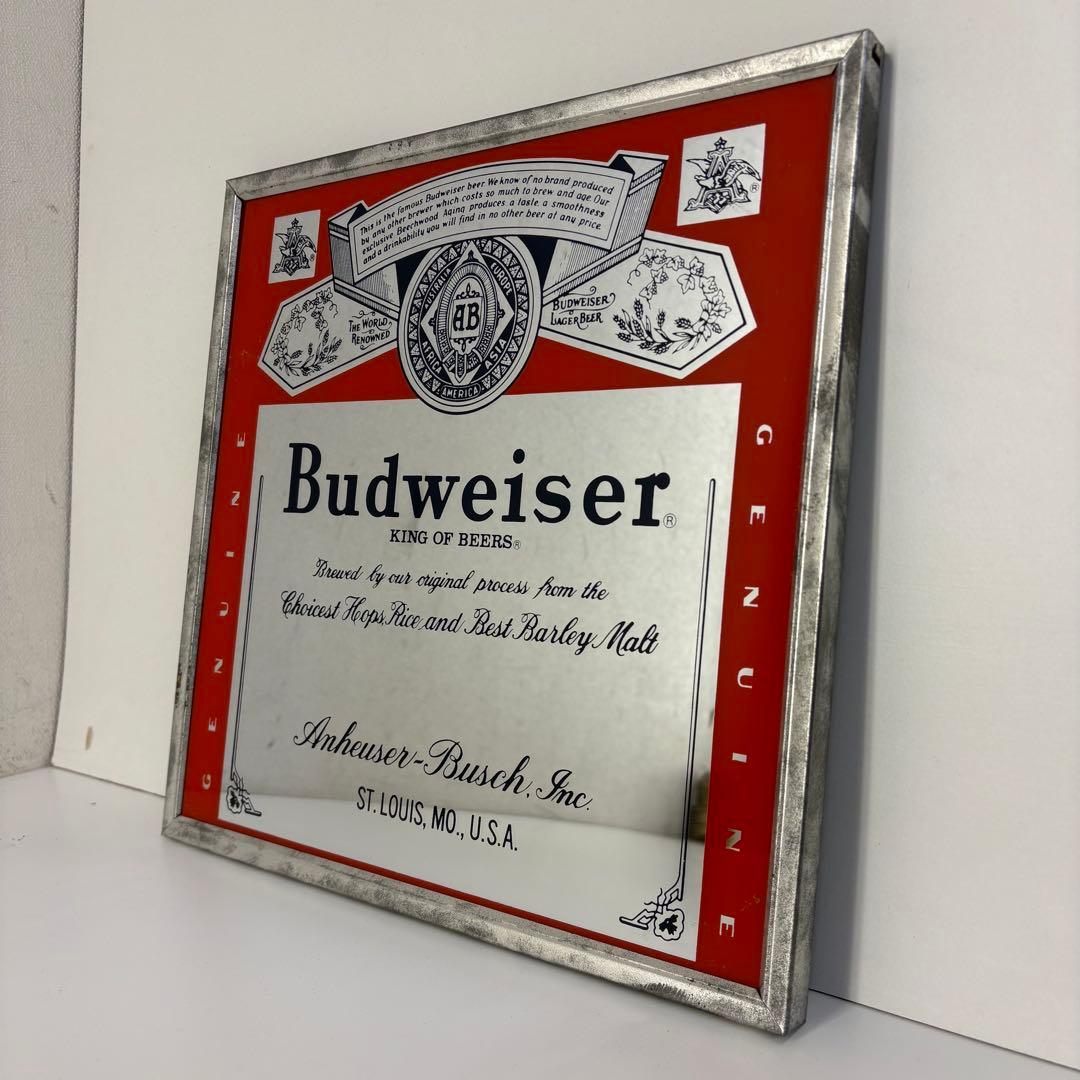 This is the famous Budweiser beer. We know of no brand produced
by any other brewer which costs so much to brew and age. Our
exclusive Beechwood Aging produces a taste, a smoothness
and a drinkability you will find in no other beer at any price.
THE WORLD
RENOWNED
BUDWEISER
LAGER BEER
EUROPE
AUSTRALIA
AB
AFRICA
ASIA
AMERICA
GENUINE
GENUINE
Budweiser®
KING OF BEERS®
Brewed by our original process from the
Choicest Hops, Rice and Best Barley Malt
Anheuser-Busch, Inc.
ST. LOUIS, MO., U.S.A.